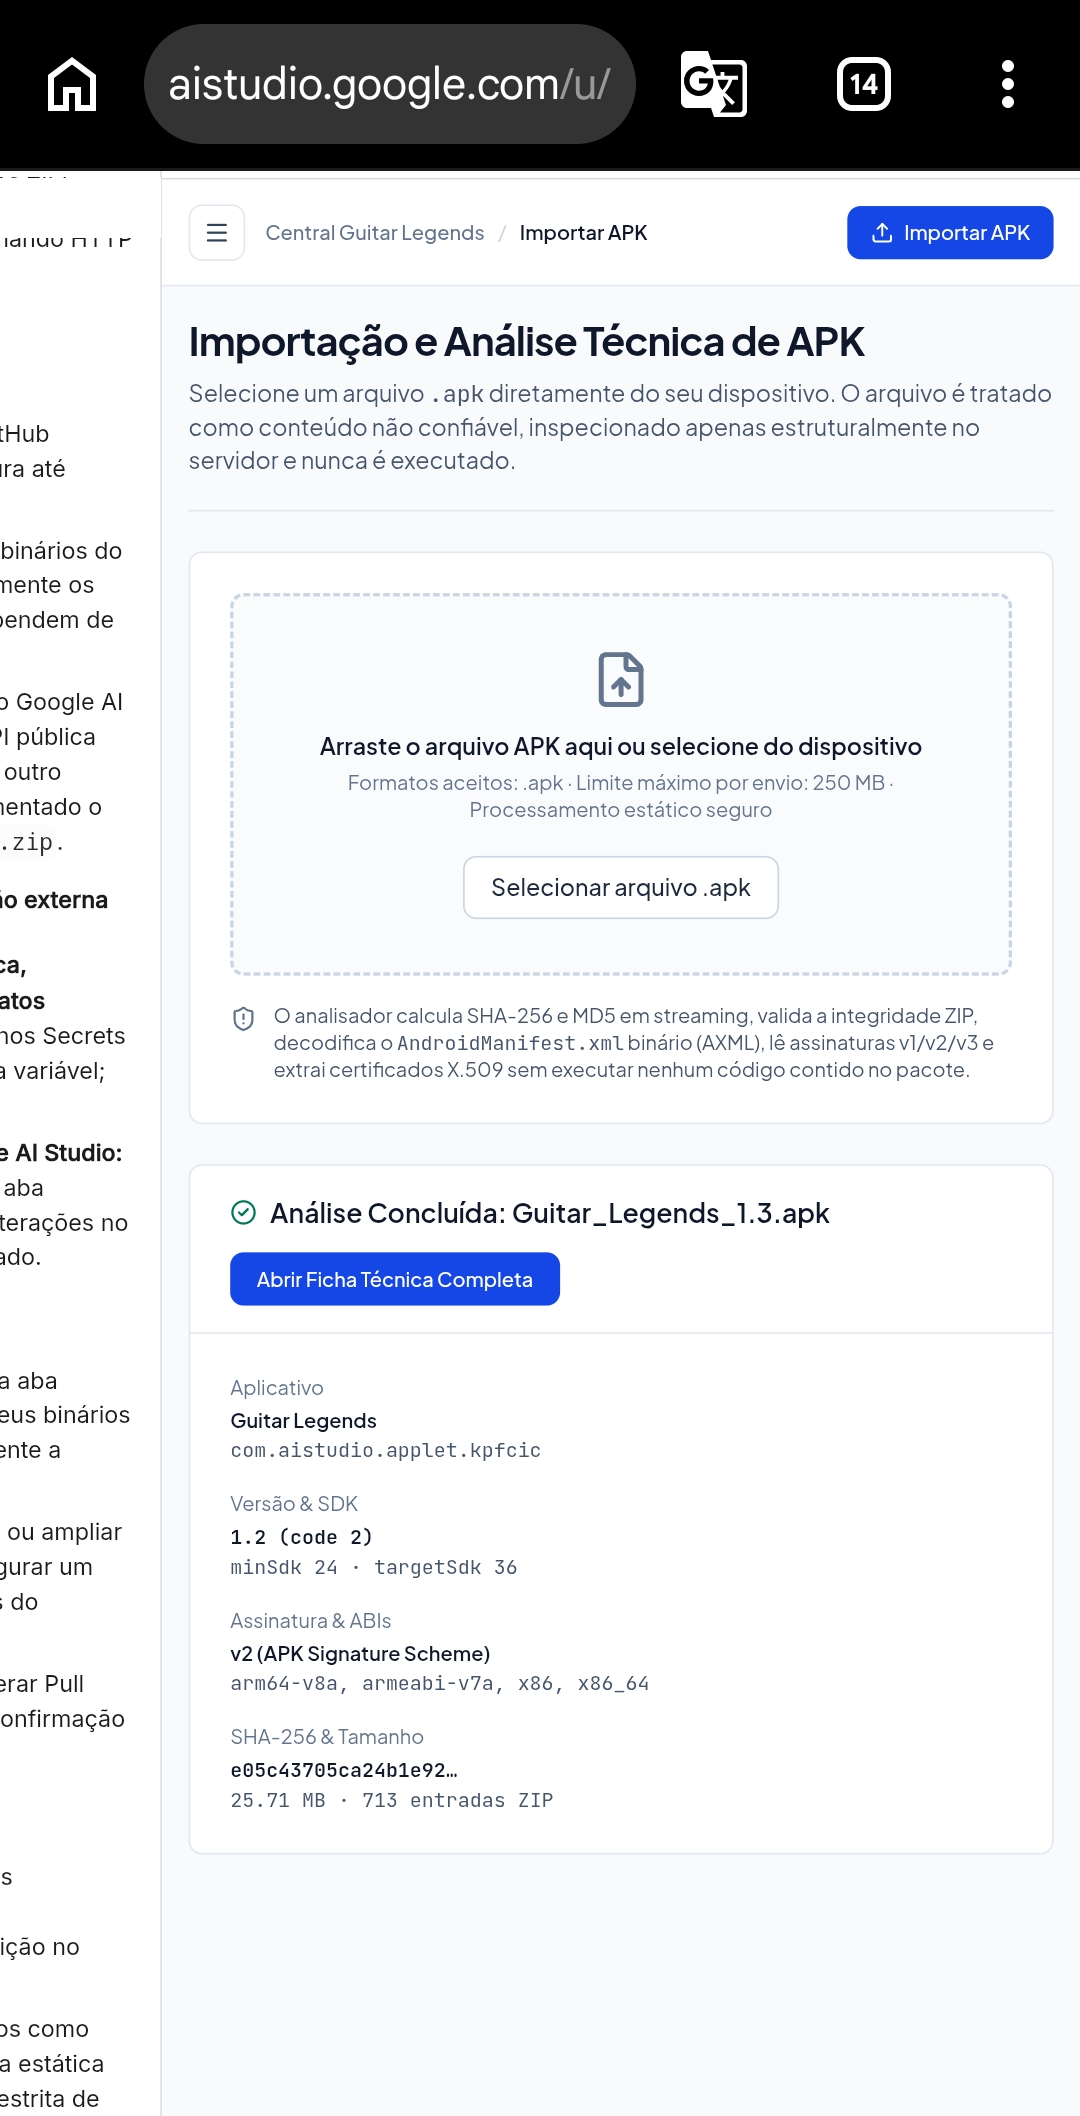 aistudio.google.com/u/
14
Central Guitar Legends / Importar APK
Importar APK
Importação e Análise Técnica de APK
Selecione um arquivo .apk diretamente do seu dispositivo. O arquivo é tratado
como conteúdo não confiável, inspecionado apenas estruturalmente no
servidor e nunca é executado.
Arraste o arquivo APK aqui ou selecione do dispositivo
Formatos aceitos: .apk · Limite máximo por envio: 250 MB ·
Processamento estático seguro
Selecionar arquivo .apk
O analisador calcula SHA-256 e MD5 em streaming, valida a integridade ZIP,
decodifica o AndroidManifest.xml binário (AXML), lê assinaturas v1/v2/v3 e
extrai certificados X.509 sem executar nenhum código contido no pacote.
Análise Concluída: Guitar_Legends_1.3.apk
Abrir Ficha Técnica Completa
Aplicativo
Guitar Legends
com.aistudio.applet.kpfcic
Versão & SDK
1.2 (code 2)
minSdk 24 · targetSdk 36
Assinatura & ABIs
v2 (APK Signature Scheme)
arm64-v8a, armeabi-v7a, x86, x86_64
SHA-256 & Tamanho
e05c43705ca24b1e92…
25.71 MB · 713 entradas ZIP
HTTP
tHub
ura até
binários do
mente os
pendem de
o Google AI
PI pública
outro
mentado o
.zip.
ão externa
ca,
atos
nos Secrets
a variável;
e AI Studio:
aba
terações no
ado.
a aba
eus binários
ente a
ou ampliar
gurar um
s do
erar Pull
onfirmação
s
ição no
os como
a estática
estrita de